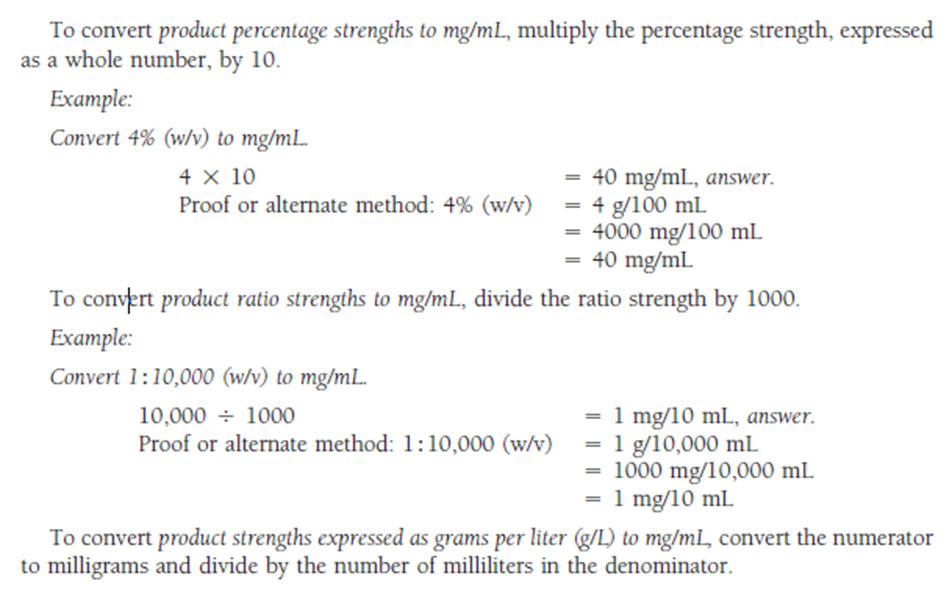 To convert product percentage strengths to mg/mL, multiply the percentage strength, expressed
as a whole number, by 10.
Example:
Convert 4% (w/v) to mg/mL.
4 × 10 = 40 mg/mL, answer.
Proof or alternate method: 4% (w/v) = 4 g/100 mL
= 4000 mg/100 mL
= 40 mg/mL
To convert product ratio strengths to mg/mL, divide the ratio strength by 1000.
Example:
Convert 1:10,000 (w/v) to mg/mL.
10,000 ÷ 1000 = 1 mg/10 mL, answer.
Proof or alternate method: 1:10,000 (w/v) = 1 g/10,000 mL
= 1000 mg/10,000 mL
= 1 mg/10 mL
To convert product strengths expressed as grams per liter (g/L) to mg/mL, convert the numerator
to milligrams and divide by the number of milliliters in the denominator.